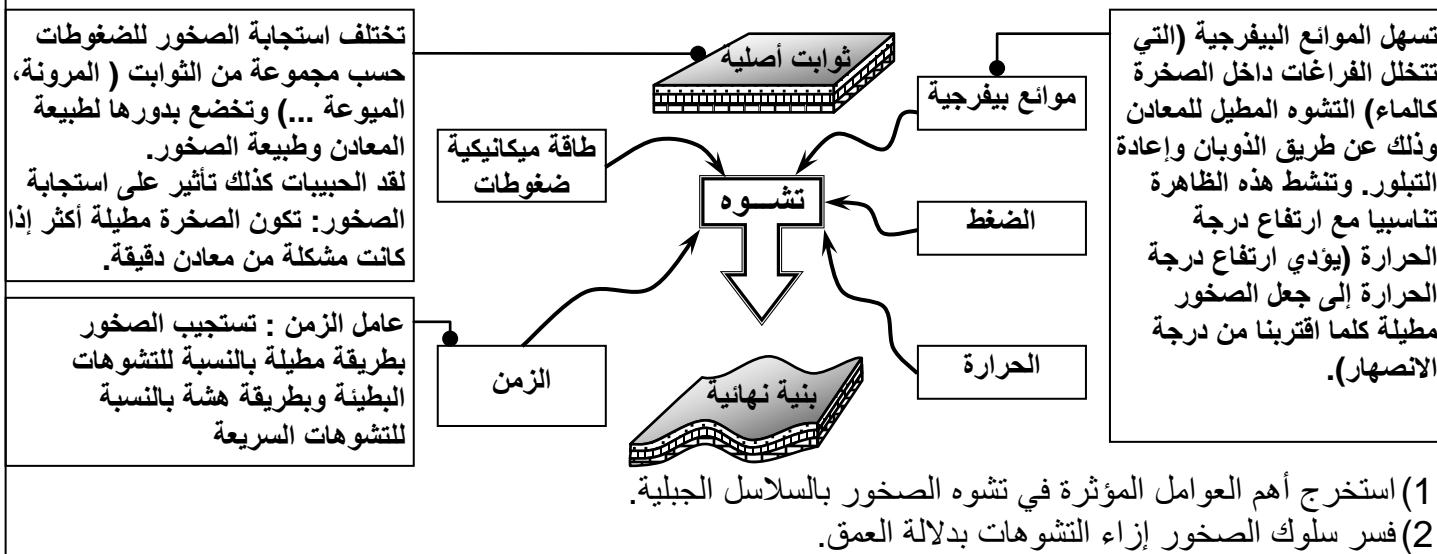 تسهل الموائع البيفرجية (التي
تتخلل الفراغات داخل الصخرة
كالماء) التشوه المطيل للمعادن
وذلك عن طريق الذوبان وإعادة
التبلور. وتنشط هذه الظاهرة
تناسبيا مع ارتفاع درجة
الحرارة (يؤدي ارتفاع درجة
الحرارة إلى جعل الصخور
مطيلة كلما اقتربنا من درجة
الانصهار).
ثوابت أصلية
موائع بيفرجية
طاقة ميكانيكية
ضغوطات
تشـــوه
الضغط
الحرارة
الزمن
بنية نهائية
تختلف استجابة الصخور للضغوطات
حسب مجموعة من الثوابت ( المرونة،
الميوعة ...) وتخضع بدورها لطبيعة
المعادن وطبيعة الصخور.
لقد الحبيبات كذلك تأثير على استجابة
الصخور: تكون الصخرة مطيلة أكثر إذا
كانت مشكلة من معادن دقيقة.
عامل الزمن : تستجيب الصخور
بطريقة مطيلة بالنسبة للتشوهات
البطيئة وبطريقة هشة بالنسبة
للتشوهات السريعة
1) استخرج أهم العوامل المؤثرة في تشوه الصخور بالسلاسل الجبلية.
2) فسر سلوك الصخور إزاء التشوهات بدلالة العمق.